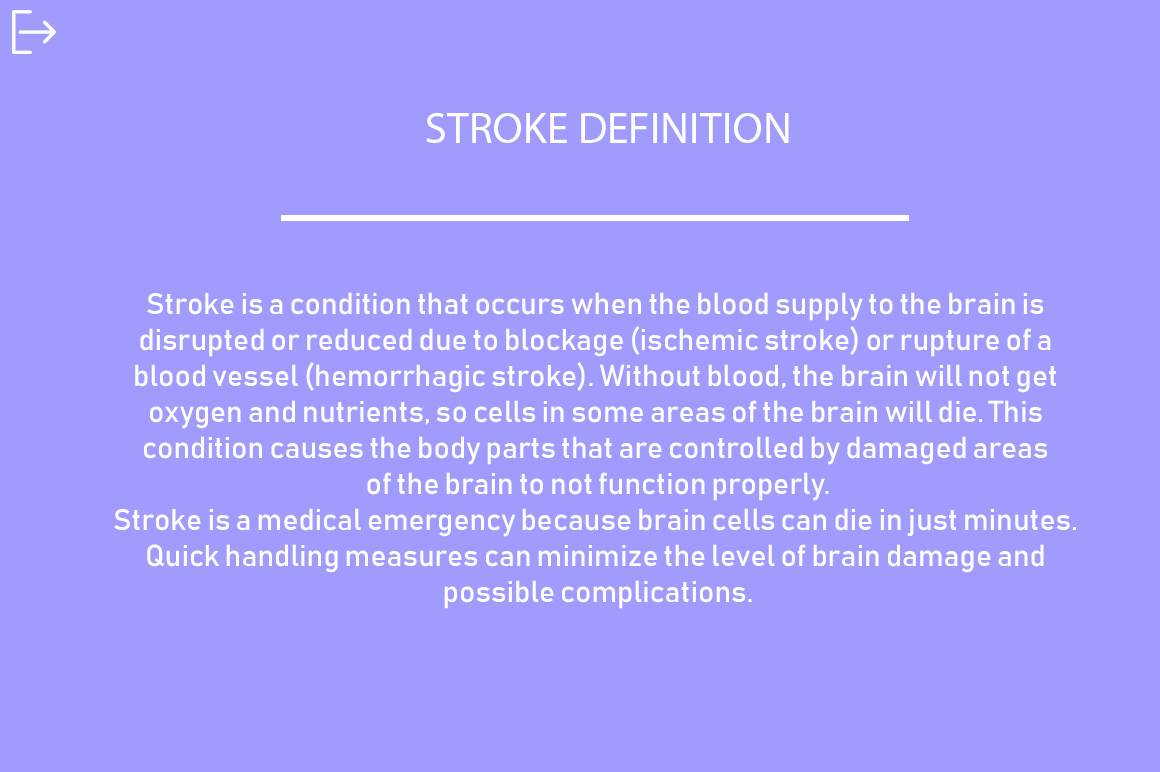 STROKE DEFINITION
Stroke is a condition that occurs when the blood supply to the brain is
disrupted or reduced due to blockage (ischemic stroke) or rupture of a
blood vessel (hemorrhagic stroke). Without blood, the brain will not get
oxygen and nutrients, so cells in some areas of the brain will die. This
condition causes the body parts that are controlled by damaged areas
of the brain to not function properly.
Stroke is a medical emergency because brain cells can die in just minutes.
Quick handling measures can minimize the level of brain damage and
possible complications.